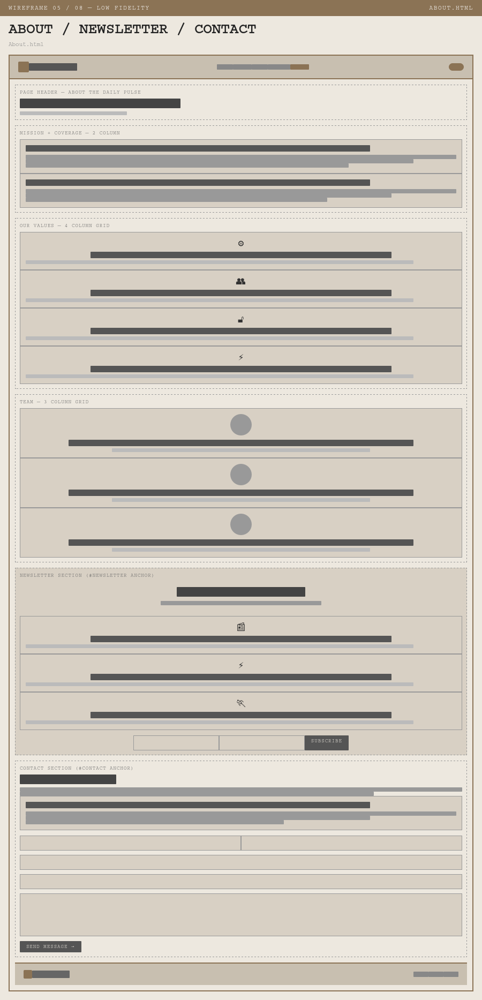 WIREFRAME 05 / 08 — LOW FIDELITY
ABOUT.HTML
ABOUT / NEWSLETTER / CONTACT
About.html
PAGE HEADER — ABOUT THE DAILY PULSE
MISSION + COVERAGE — 2 COLUMN
OUR VALUES — 4 COLUMN GRID
TEAM — 3 COLUMN GRID
NEWSLETTER SECTION (#NEWSLETTER ANCHOR)
SUBSCRIBE
CONTACT SECTION (#CONTACT ANCHOR)
SEND MESSAGE →